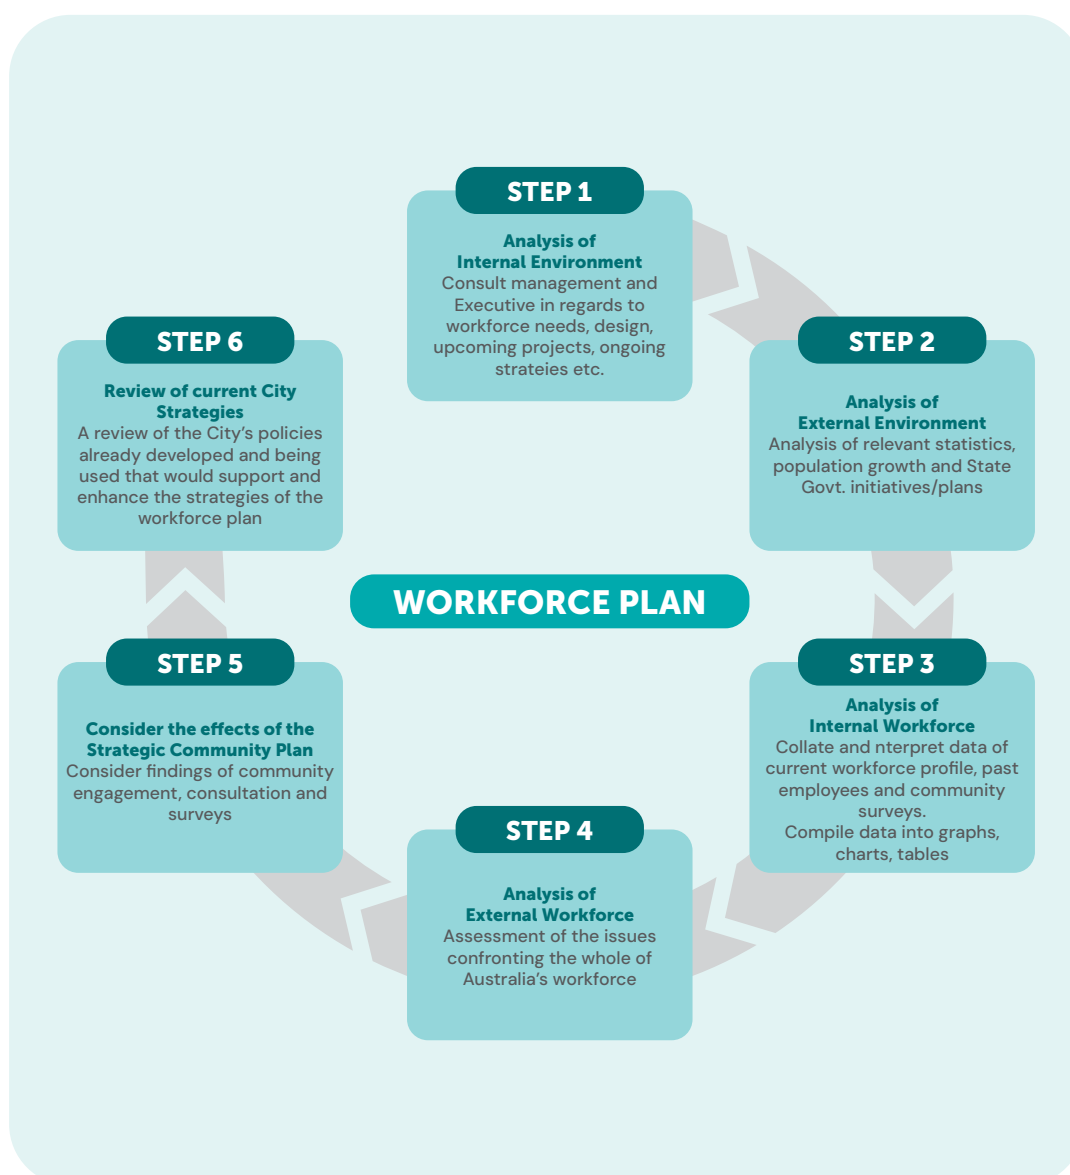 STEP 1
Analysis of
Internal Environment
Consult management and
Executive in regards to
workforce needs, design,
upcoming projects, ongoing
strateies etc.
STEP 2
Analysis of
External Environment
Analysis of relevant statistics,
population growth and State
Govt. initiatives/plans
STEP 3
Analysis of
Internal Workforce
Collate and nterpret data of
current workforce profile, past
employees and community
surveys.
Compile data into graphs,
charts, tables
STEP 4
Analysis of
External Workforce
Assessment of the issues
confronting the whole of
Australia's workforce
STEP 5
Consider the effects of the
Strategic Community Plan
Consider findings of community
engagement, consultation and
surveys
STEP 6
Review of current City
Strategies
A review of the City's policies
already developed and being
used that would support and
enhance the strategies of the
workforce plan
WORKFORCE PLAN